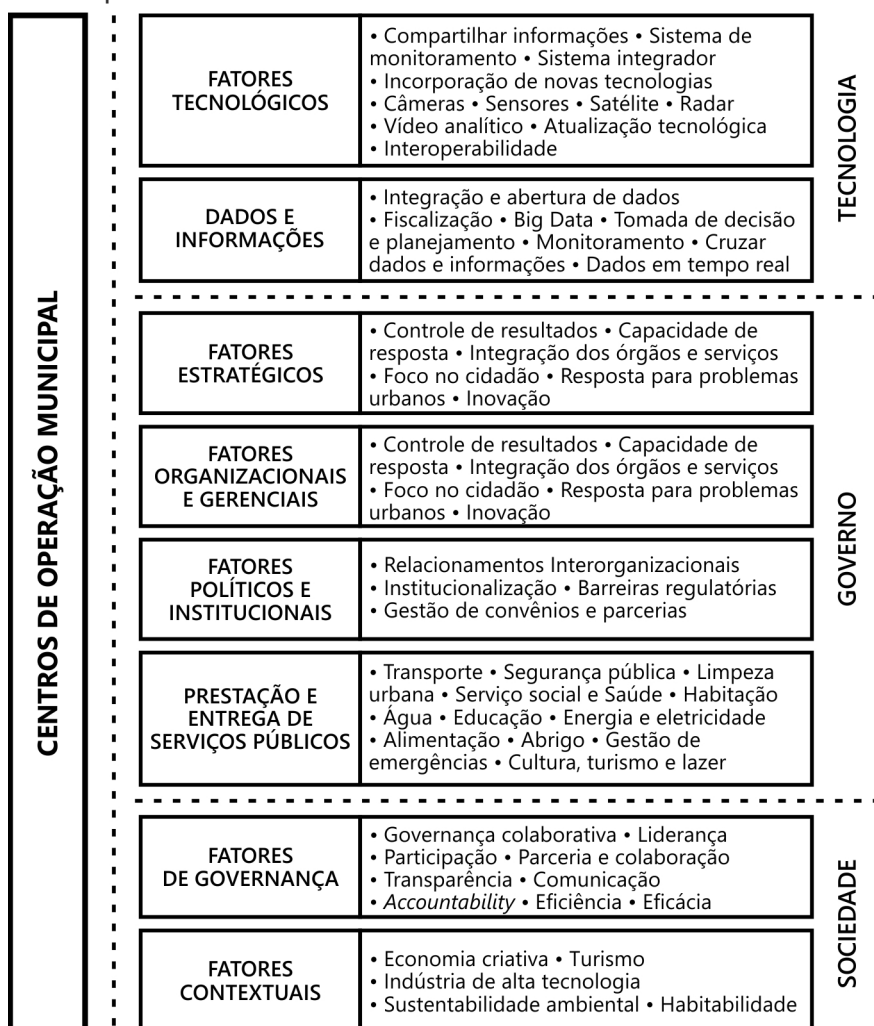 CENTROS DE OPERAÇÃO MUNICIPAL
FATORES
TECNOLÓGICOS
• Compartilhar informações • Sistema de
monitoramento • Sistema integrador
• Incorporação de novas tecnologias
• Câmeras • Sensores • Satélite • Radar
• Vídeo analítico • Atualização tecnológica
• Interoperabilidade
DADOS E
INFORMAÇÕES
• Integração e abertura de dados
• Fiscalização • Big Data • Tomada de decisão
e planejamento • Monitoramento • Cruzar
dados e informações • Dados em tempo real
TECNOLOGIA
FATORES
ESTRATÉGICOS
• Controle de resultados • Capacidade de
resposta • Integração dos órgãos e serviços
• Foco no cidadão • Resposta para problemas
urbanos • Inovação
FATORES
ORGANIZACIONAIS
E GERENCIAIS
• Controle de resultados • Capacidade de
resposta • Integração dos órgãos e serviços
• Foco no cidadão • Resposta para problemas
urbanos • Inovação
FATORES
POLÍTICOS E
INSTITUCIONAIS
• Relacionamentos Interorganizacionais
• Institucionalização • Barreiras regulatórias
• Gestão de convênios e parcerias
PRESTAÇÃO E
ENTREGA DE
SERVIÇOS PÚBLICOS
• Transporte • Segurança pública • Limpeza
urbana • Serviço social e Saúde • Habitação
• Água • Educação • Energia e eletricidade
• Alimentação • Abrigo • Gestão de
emergências • Cultura, turismo e lazer
GOVERNO
FATORES
DE GOVERNANÇA
• Governança colaborativa • Liderança
• Participação • Parceria e colaboração
• Transparência • Comunicação
• Accountability • Eficiência • Eficácia
FATORES
CONTEXTUAIS
• Economia criativa • Turismo
• Indústria de alta tecnologia
• Sustentabilidade ambiental • Habitabilidade
SOCIEDADE